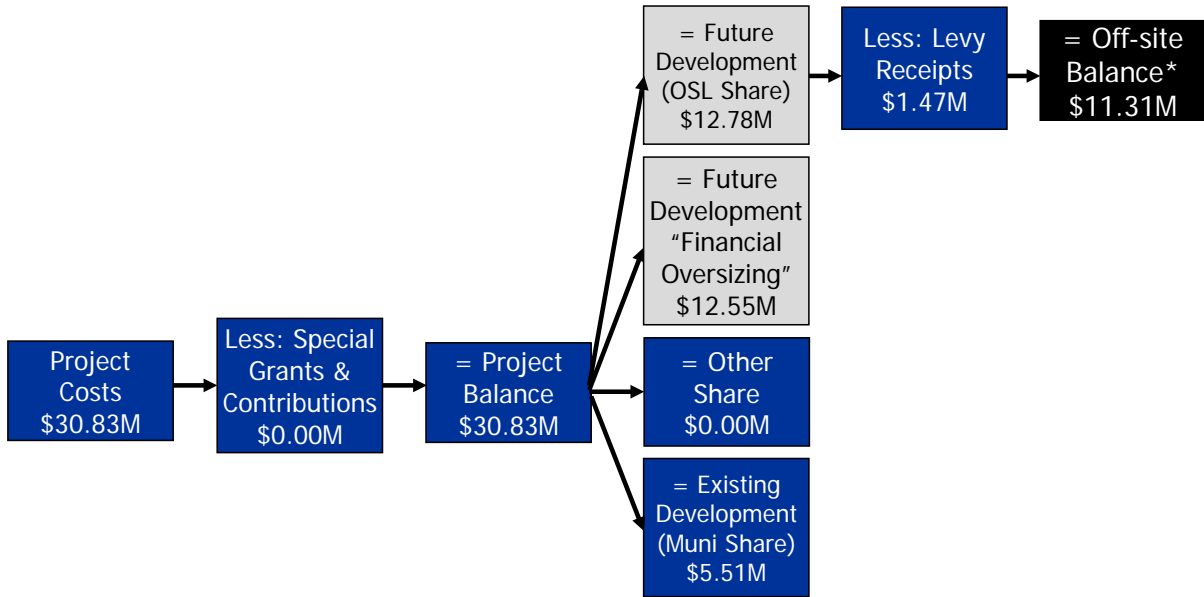 Project
Costs
$30.83M
Less: Special
Grants &
Contributions
$0.00M
= Project
Balance
$30.83M
= Future
Development
(OSL Share)
$12.78M
Less: Levy
Receipts
$1.47M
= Off-site
Balance*
$11.31M
= Future
Development
“Financial
Oversizing”
$12.55M
= Other
Share
$0.00M
= Existing
Development
(Muni Share)
$5.51M